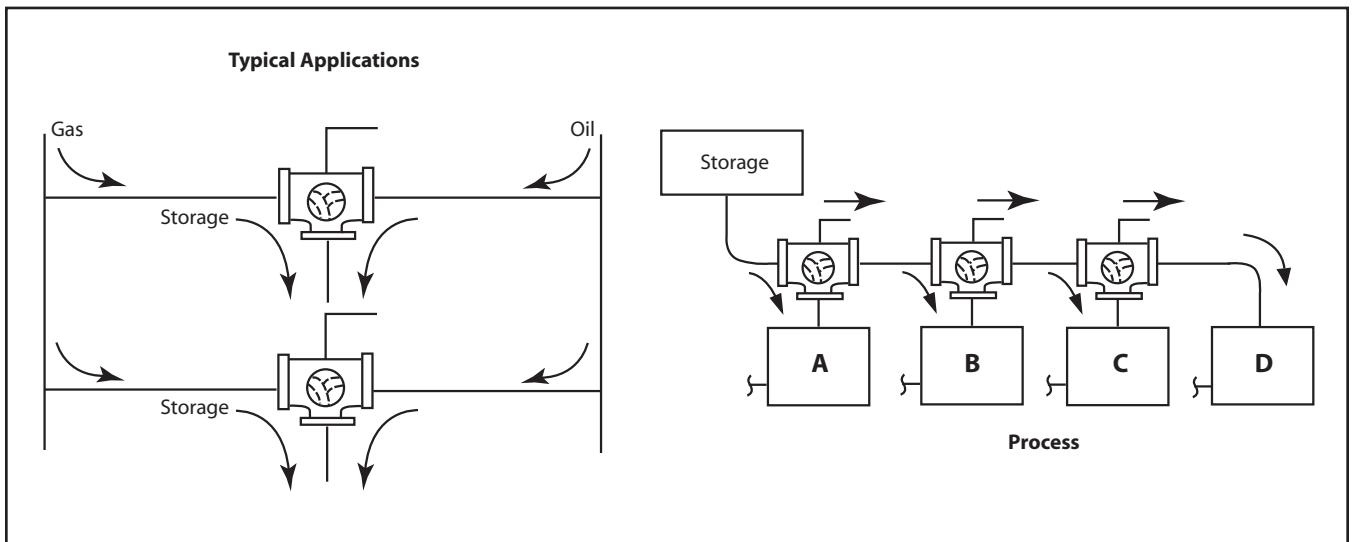 Typical Applications
Gas
Oil
Storage
Storage
Storage
A
B
C
D
Process